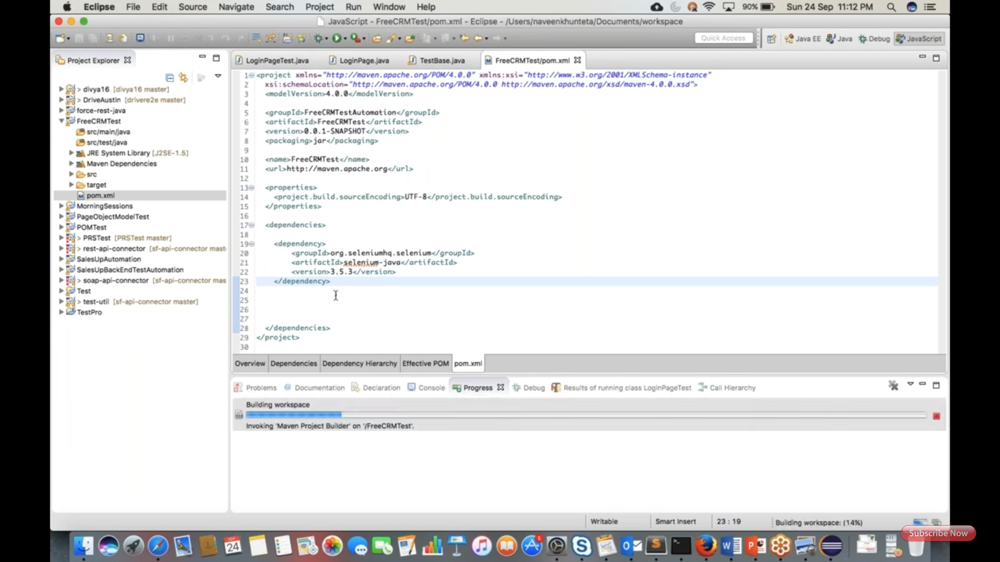 Eclipse File Edit Source Navigate Search Project Run Window Help 90% Sun 24 Sep 11:12 PM
JavaScript - FreeCRMTest/pom.xml - Eclipse - /Users/naveenkhunteta/Documents/workspace
Quick Access Java EE Java Debug JavaScript
Project Explorer
divya16 [divya16 master]
> DriveAustin [drivere2e master]
force-rest-java
FreeCRMTest
src/main/java
src/test/java
JRE System Library [J2SE-1.5]
Maven Dependencies
src
target
pom.xml
MorningSessions
PageObjectModelTest
POMTest
> PRSTest [PRSTest master]
> rest-api-connector [sf-api-connector mast
SalesUpAutomation
SalesUpBackEndTestAutomation
> soap-api-connector [sf-api-connector mas
Test
> test-util [sf-api-connector master]
TestPro
LoginPageTest.java LoginPage.java TestBase.java FreeCRMTest/pom.xml
1 <project xmlns="http://maven.apache.org/POM/4.0.0" xmlns:xsi="http://www.w3.org/2001/XMLSchema-instance"
2 xsi:schemaLocation="http://maven.apache.org/POM/4.0.0 http://maven.apache.org/xsd/maven-4.0.0.xsd">
3 <modelVersion>4.0.0</modelVersion>
4
5 <groupId>FreeCRMTestAutomation</groupId>
6 <artifactId>FreeCRMTest</artifactId>
7 <version>0.0.1-SNAPSHOT</version>
8 <packaging>jar</packaging>
9
10 <name>FreeCRMTest</name>
11 <url>http://maven.apache.org</url>
12
13 <properties>
14 <project.build.sourceEncoding>UTF-8</project.build.sourceEncoding>
15 </properties>
16
17 <dependencies>
18
19 <dependency>
20 <groupId>org.seleniumhq.selenium</groupId>
21 <artifactId>selenium-java</artifactId>
22 <version>3.5.3</version>
23 </dependency>
24
25
26
27
28 </dependencies>
29 </project>
30
Overview Dependencies Dependency Hierarchy Effective POM pom.xml
Problems Documentation Declaration Console Progress Debug Results of running class LoginPageTest Call Hierarchy
Building workspace
Invoking 'Maven Project Builder' on '/FreeCRMTest'.
Writable Smart Insert 23 : 19 Building workspace: (14%)
Subscribe Now
SEP
24
5